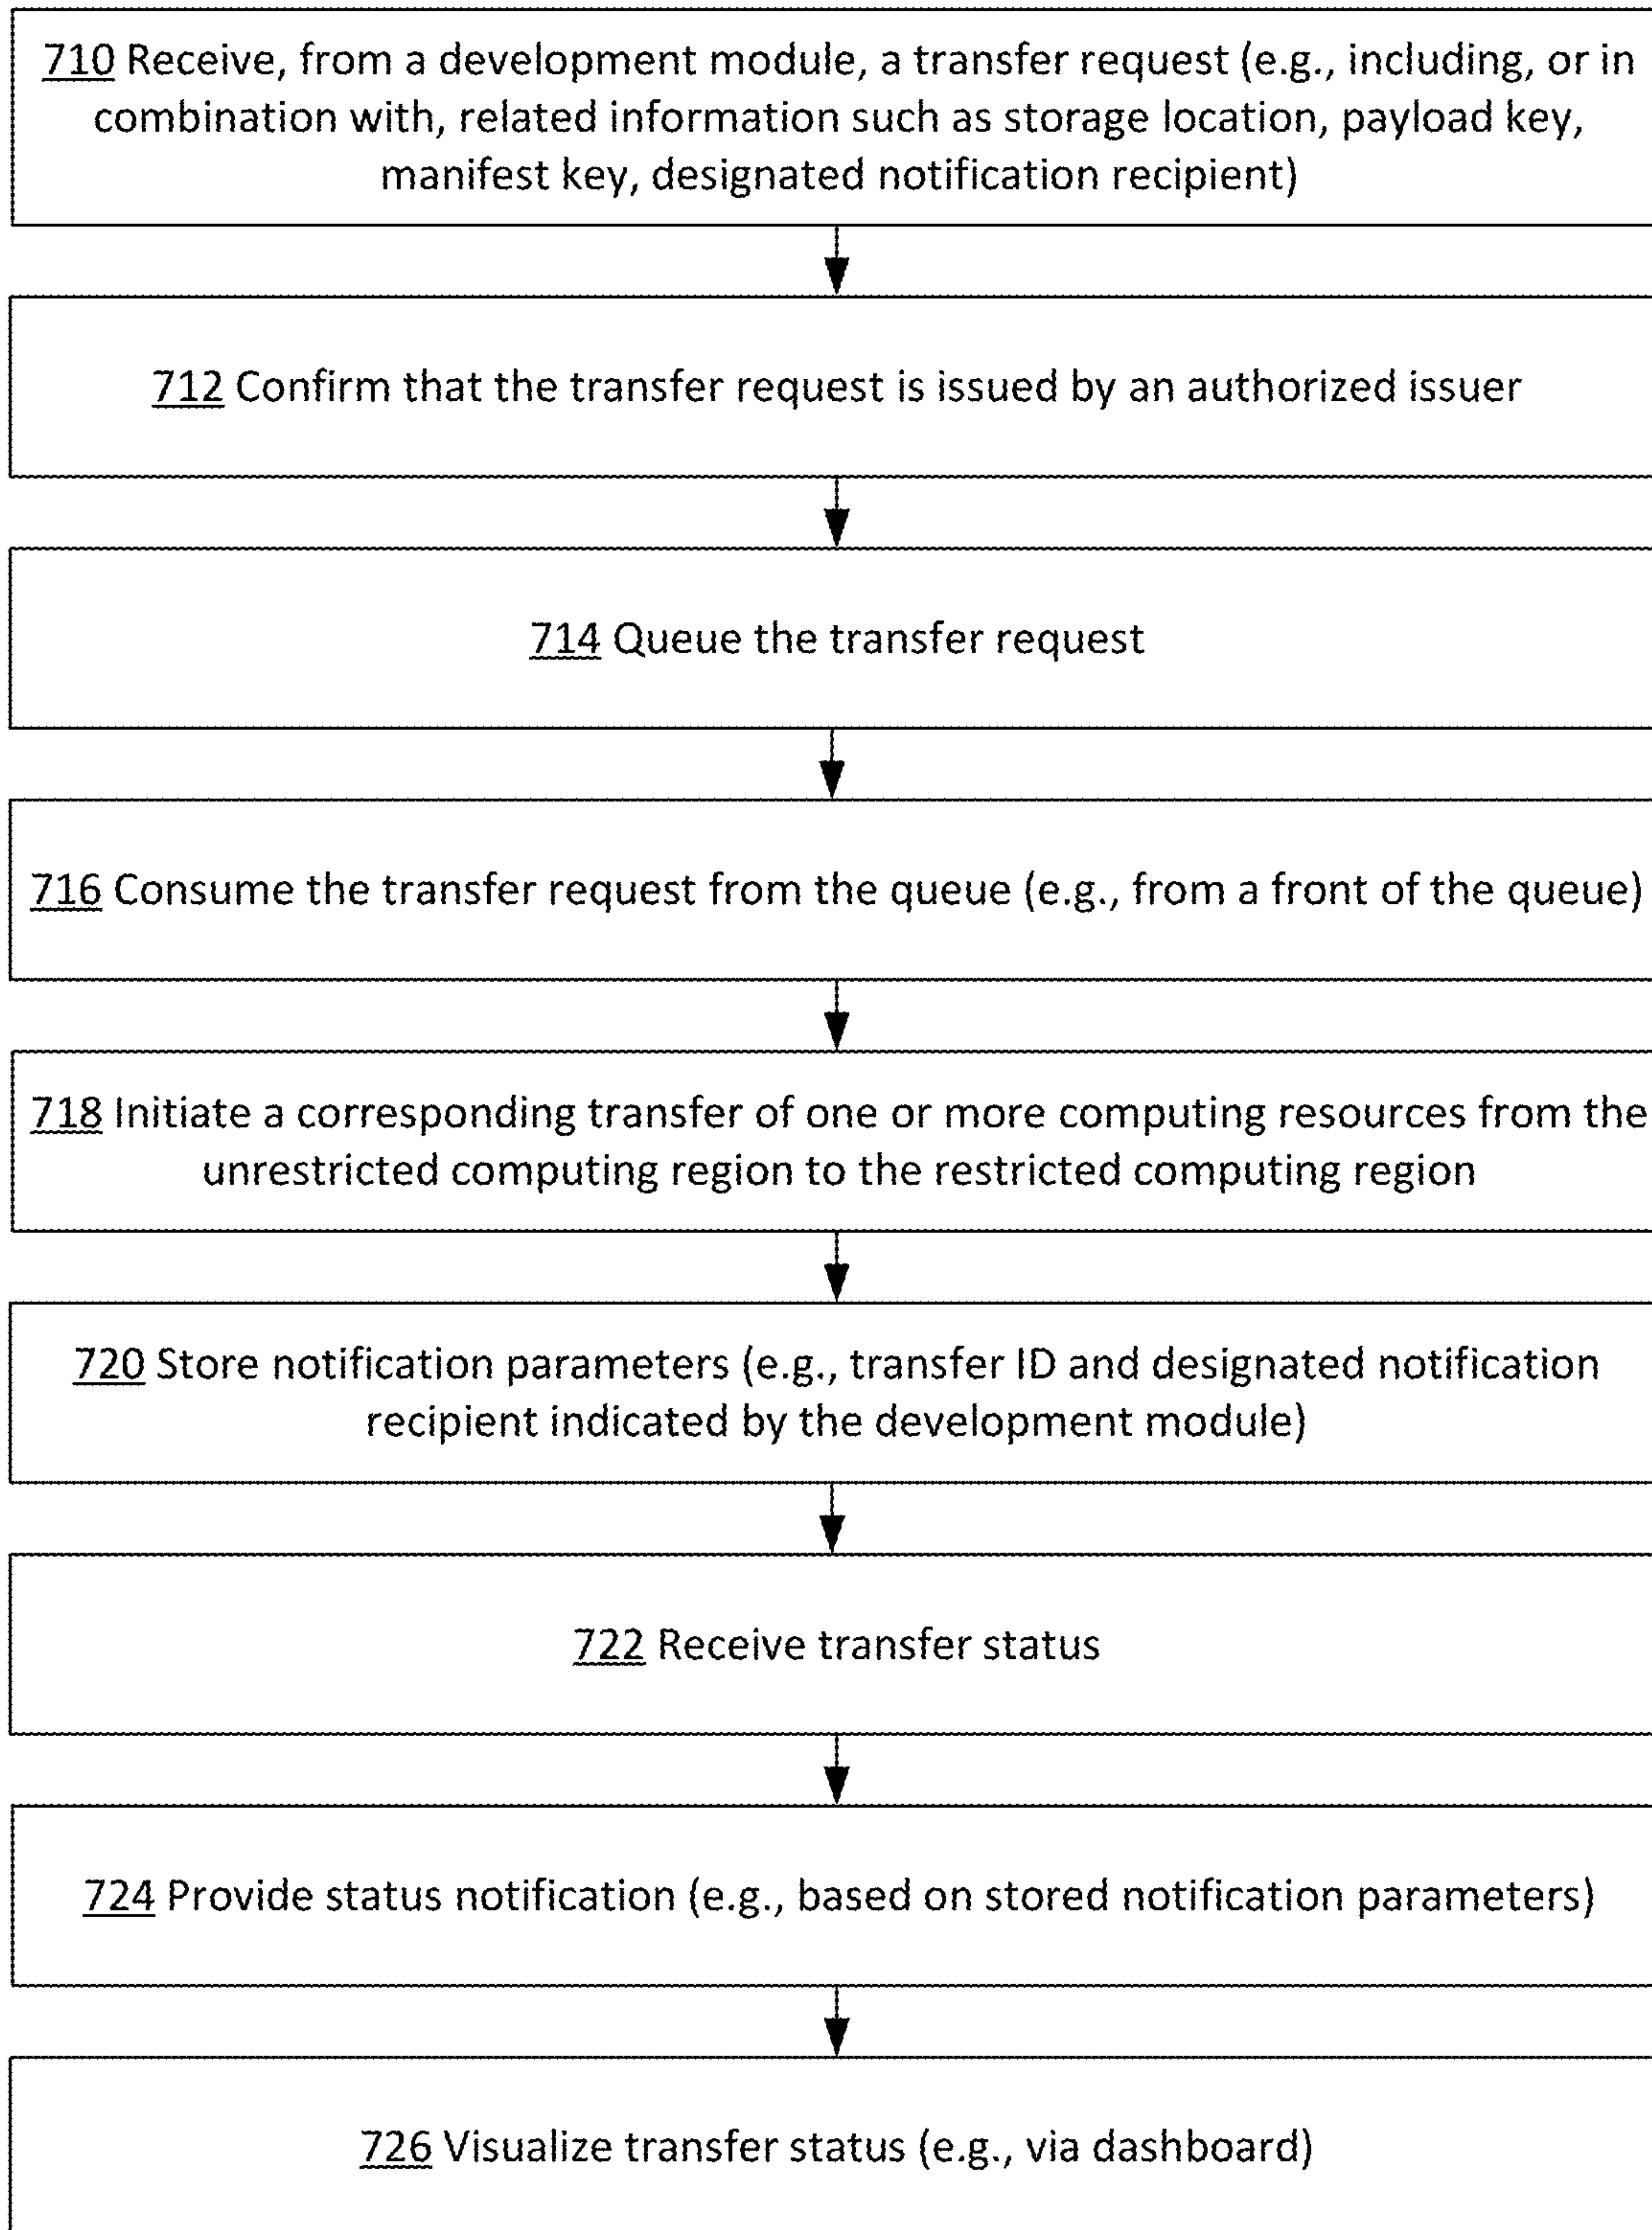 710 Receive, from a development module, a transfer request (e.g., including, or in
combination with, related information such as storage location, payload key,
manifest key, designated notification recipient)
712 Confirm that the transfer request is issued by an authorized issuer
714 Queue the transfer request
716 Consume the transfer request from the queue (e.g., from a front of the queue)
718 Initiate a corresponding transfer of one or more computing resources from the
unrestricted computing region to the restricted computing region
720 Store notification parameters (e.g., transfer ID and designated notification
recipient indicated by the development module)
722 Receive transfer status
724 Provide status notification (e.g., based on stored notification parameters)
726 Visualize transfer status (e.g., via dashboard)